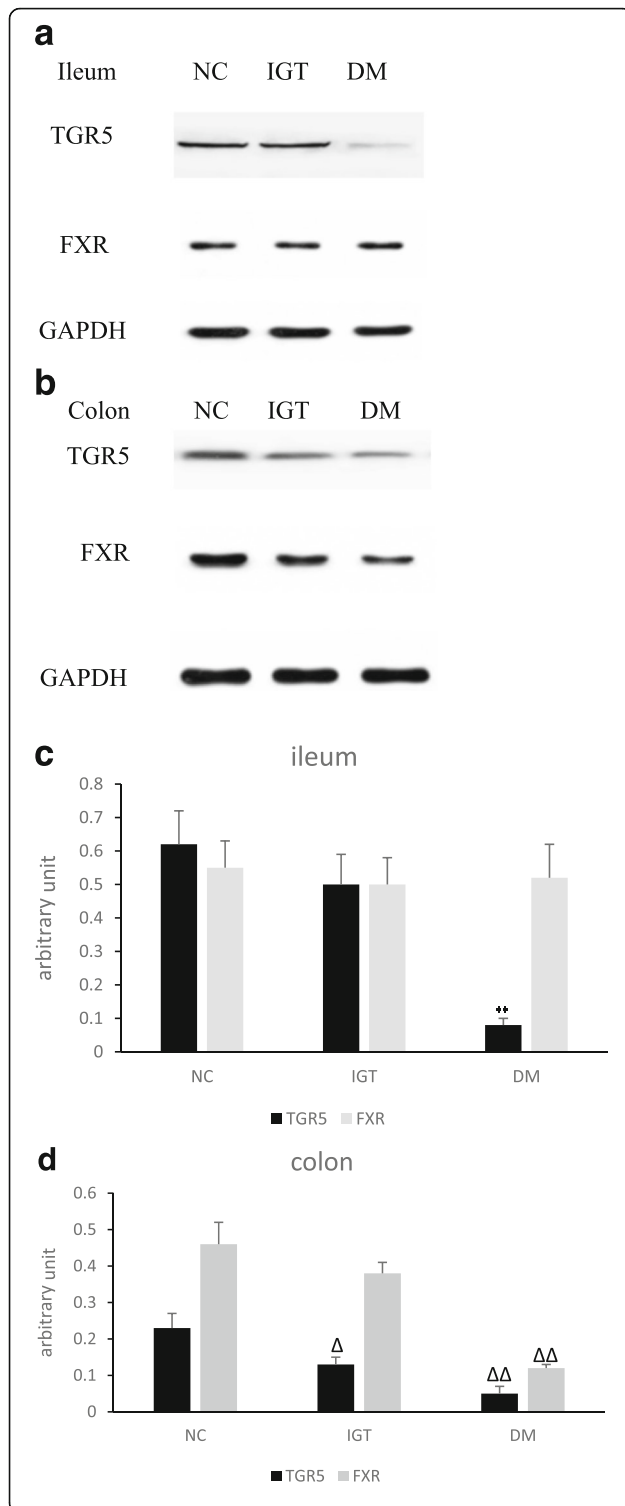 a
Ileum NC IGT DM
TGR5
FXR
GAPDH
b
Colon NC IGT DM
TGR5
FXR
GAPDH
c
ileum
0.8
0.7
0.6
0.5
0.4
0.3
0.2
0.1
0
arbitrary unit
**
NC IGT DM
TGR5 FXR
d
colon
0.6
0.5
0.4
0.3
0.2
0.1
0
arbitrary unit
Δ
ΔΔ ΔΔ
NC IGT DM
TGR5 FXR